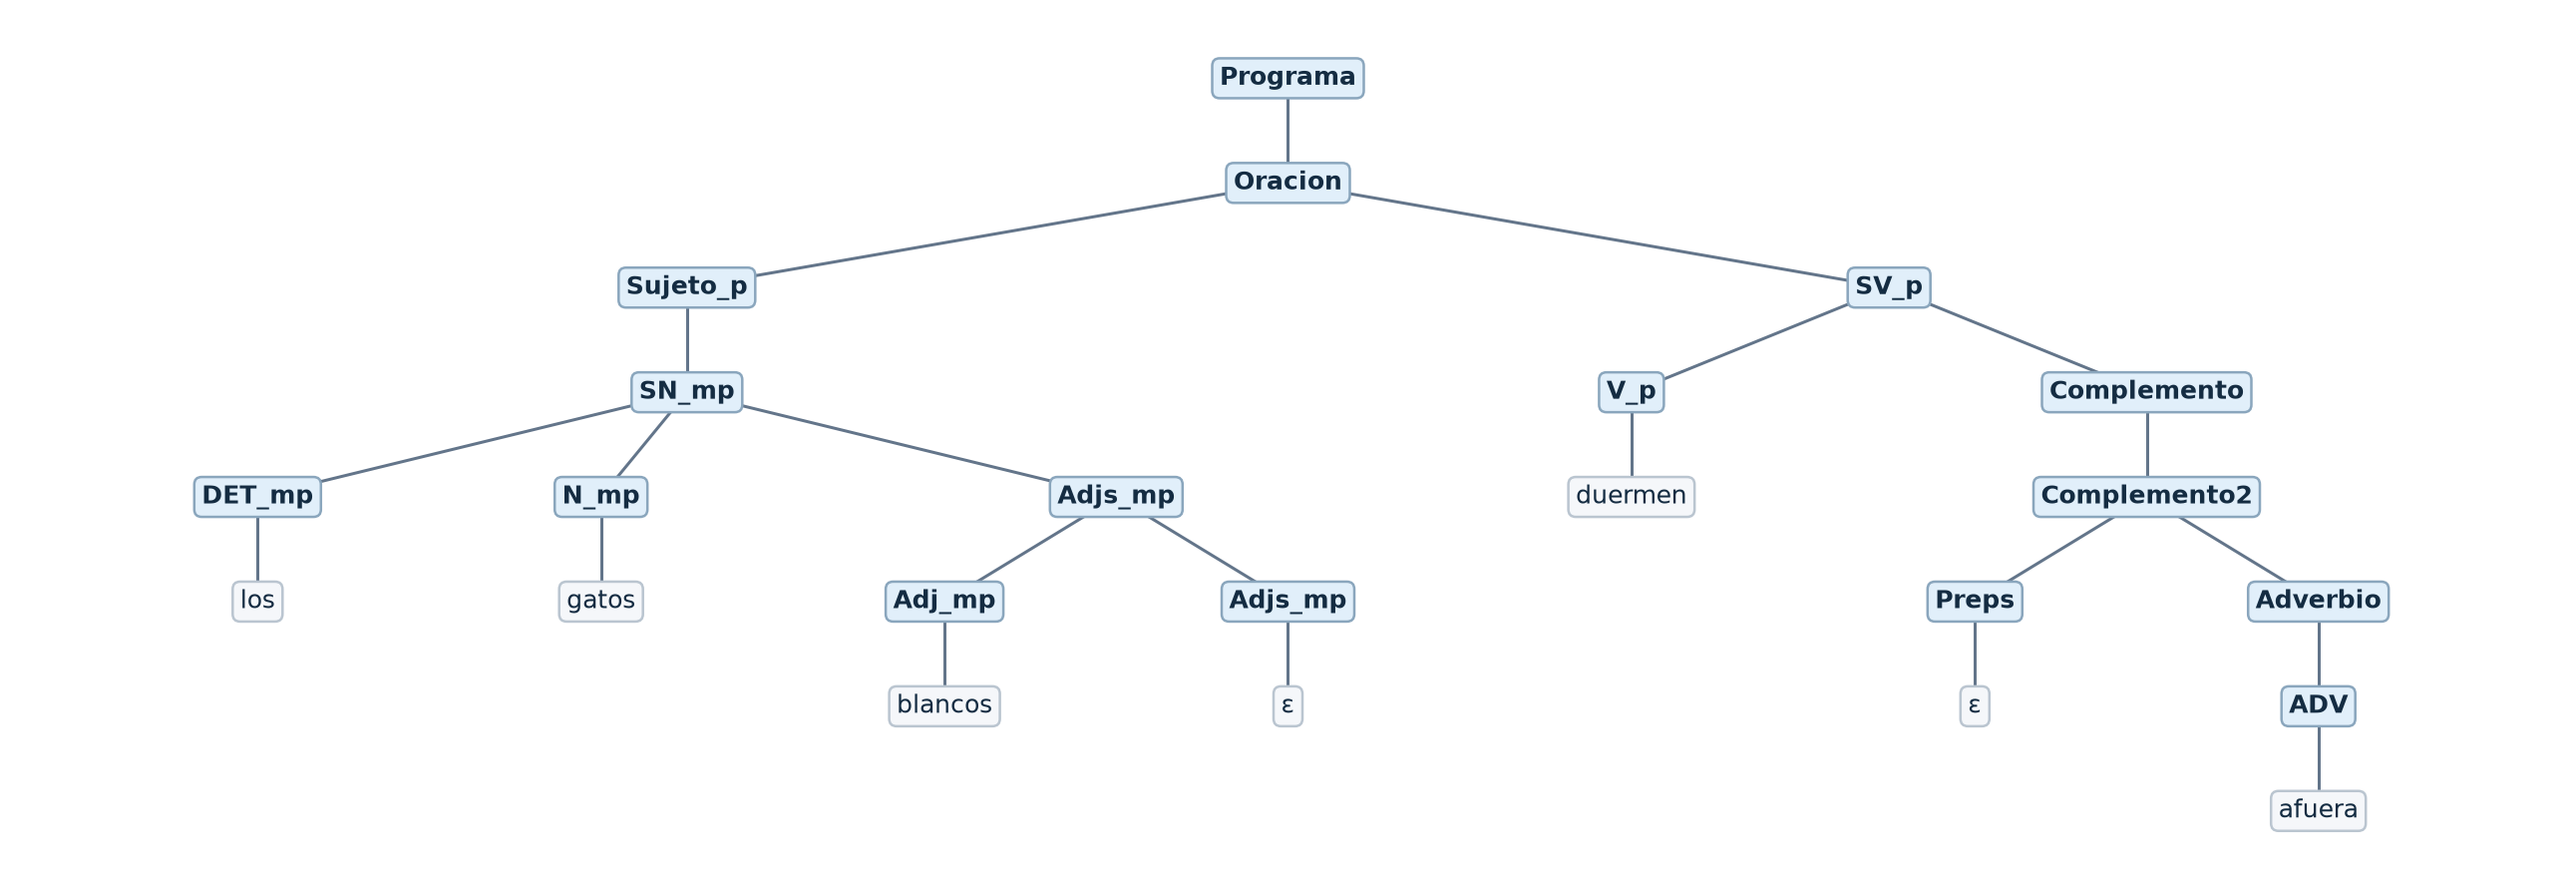 Programa
Oracion
Sujeto_p
SV_p
SN_mp
V_p
Complemento
DET_mp
N_mp
Adjs_mp
duermen
Complemento2
los
gatos
Adj_mp
Adjs_mp
Preps
Adverbio
blancos
ε
ε
ADV
afuera